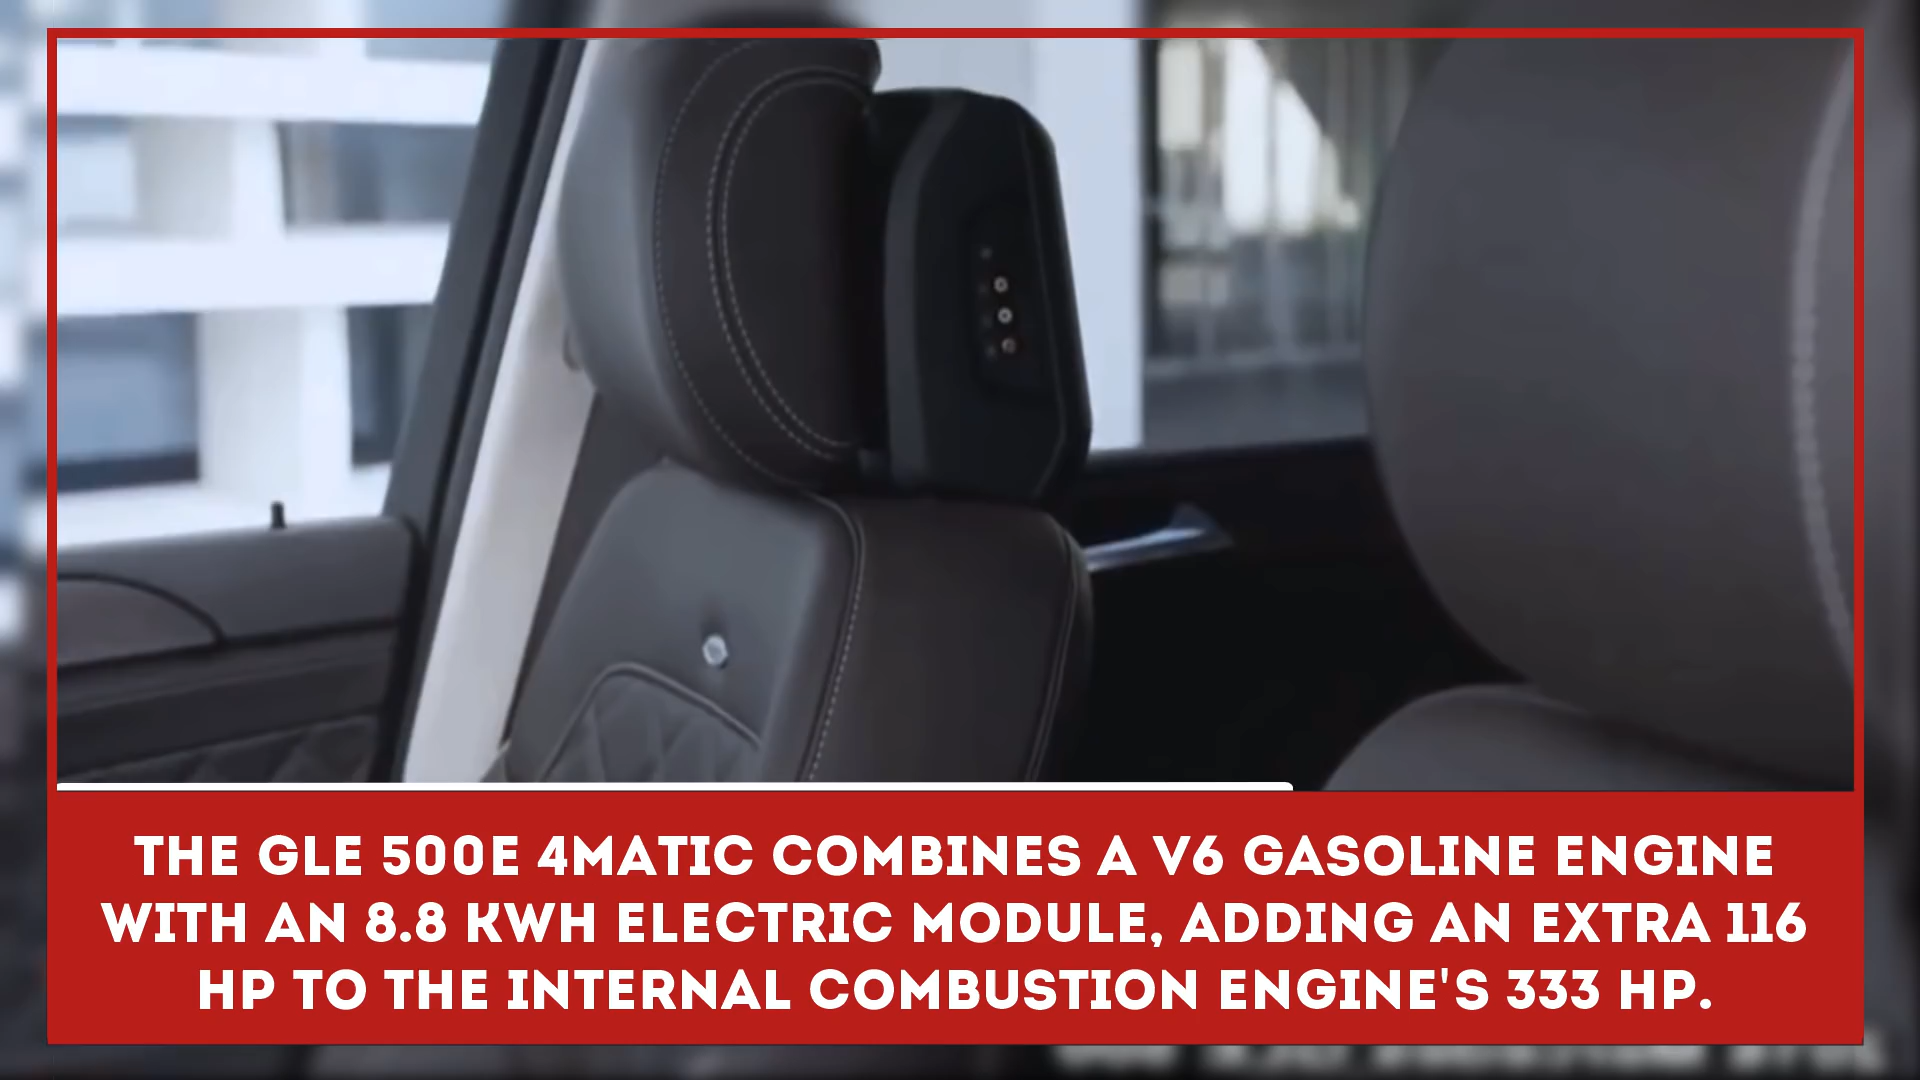 THE GLE 500E 4MATIC COMBINES A V6 GASOLINE ENGINE
WITH AN 8.8 KWH ELECTRIC MODULE, ADDING AN EXTRA 116
HP TO THE INTERNAL COMBUSTION ENGINE'S 333 HP.